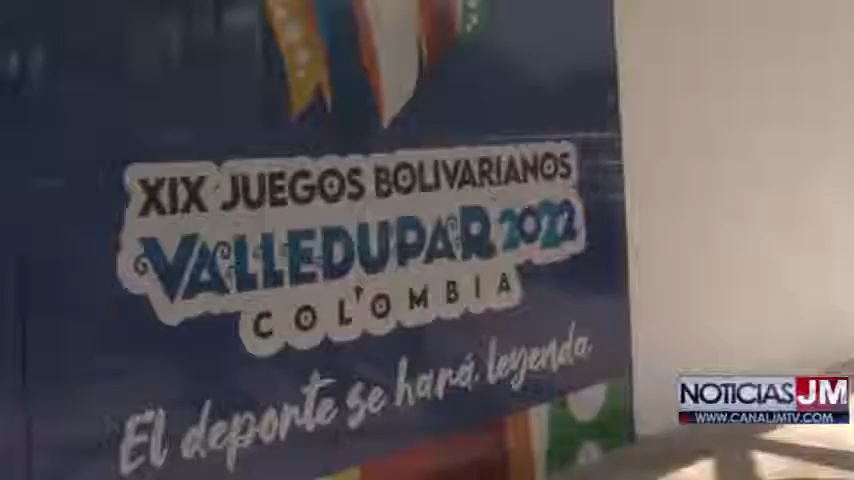 XIX JUEGOS BOLIVARIANOS
VALLEDUPAR 2022
COLOMBIA
El deporte se hará leyenda
NOTICIAS JM
WWW.CANALJMTV.COM